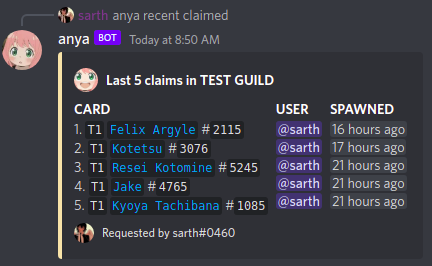 sarth anya recent claimed
anya BOT Today at 8:50 AM
Last 5 claims in TEST GUILD
CARD USER SPAWNED
1. T1 Felix Argyle #2115 @sarth 16 hours ago
2. T1 Kotetsu #3076 @sarth 17 hours ago
3. T1 Resei Kotomine #5245 @sarth 21 hours ago
4. T1 Jake #4765 @sarth 21 hours ago
5. T1 Kyoya Tachibana #1085 @sarth 21 hours ago
Requested by sarth#0460